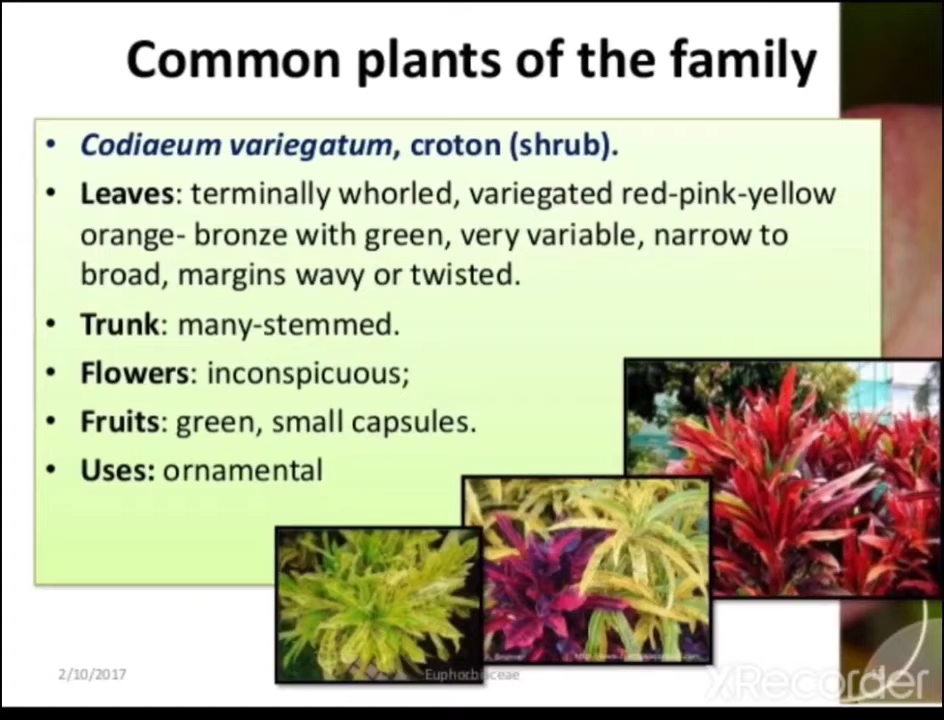 Common plants of the family
• Codiaeum variegatum, croton (shrub).
• Leaves: terminally whorled, variegated red-pink-yellow
orange- bronze with green, very variable, narrow to
broad, margins wavy or twisted.
• Trunk: many-stemmed.
• Flowers: inconspicuous;
• Fruits: green, small capsules.
• Uses: ornamental
2/10/2017
Euphorbiaceae
XRecorder